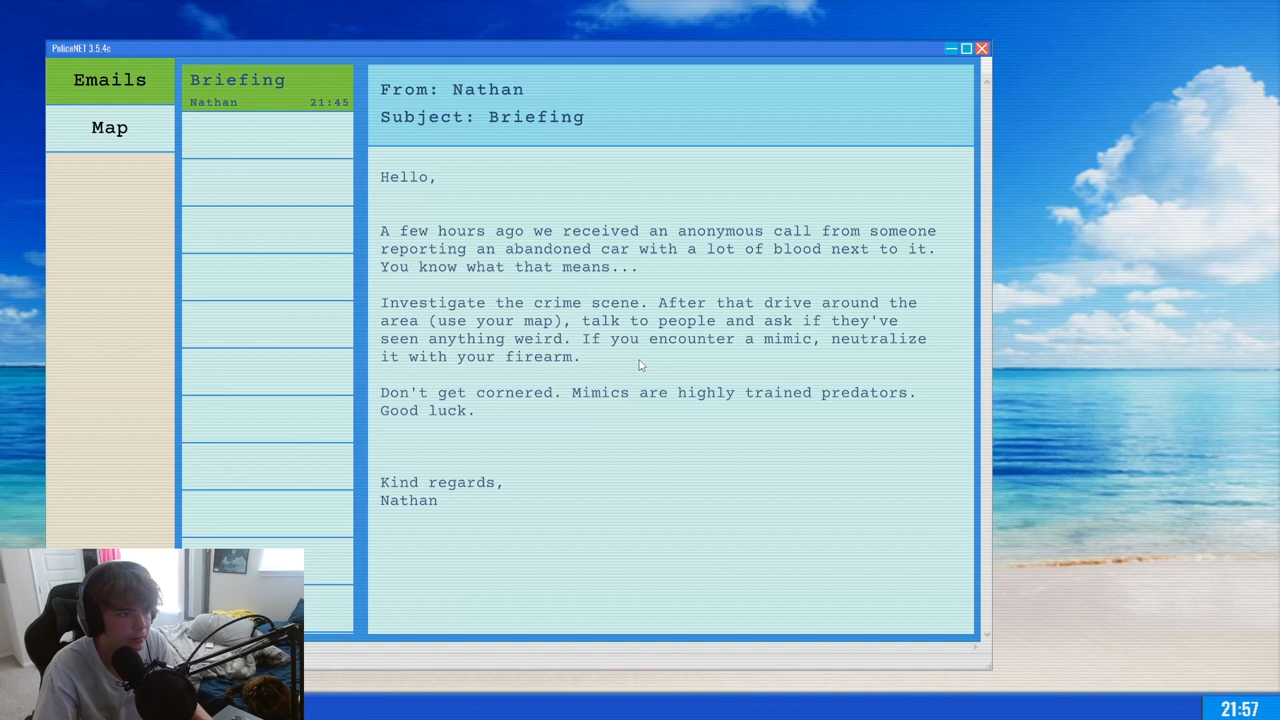 PoliceNET 3.5.4c
Emails
Map
Briefing
Nathan 21:45
From: Nathan
Subject: Briefing
Hello,
A few hours ago we received an anonymous call from someone
reporting an abandoned car with a lot of blood next to it.
You know what that means...
Investigate the crime scene. After that drive around the
area (use your map), talk to people and ask if they've
seen anything weird. If you encounter a mimic, neutralize
it with your firearm.
Don't get cornered. Mimics are highly trained predators.
Good luck.
Kind regards,
Nathan
21:57